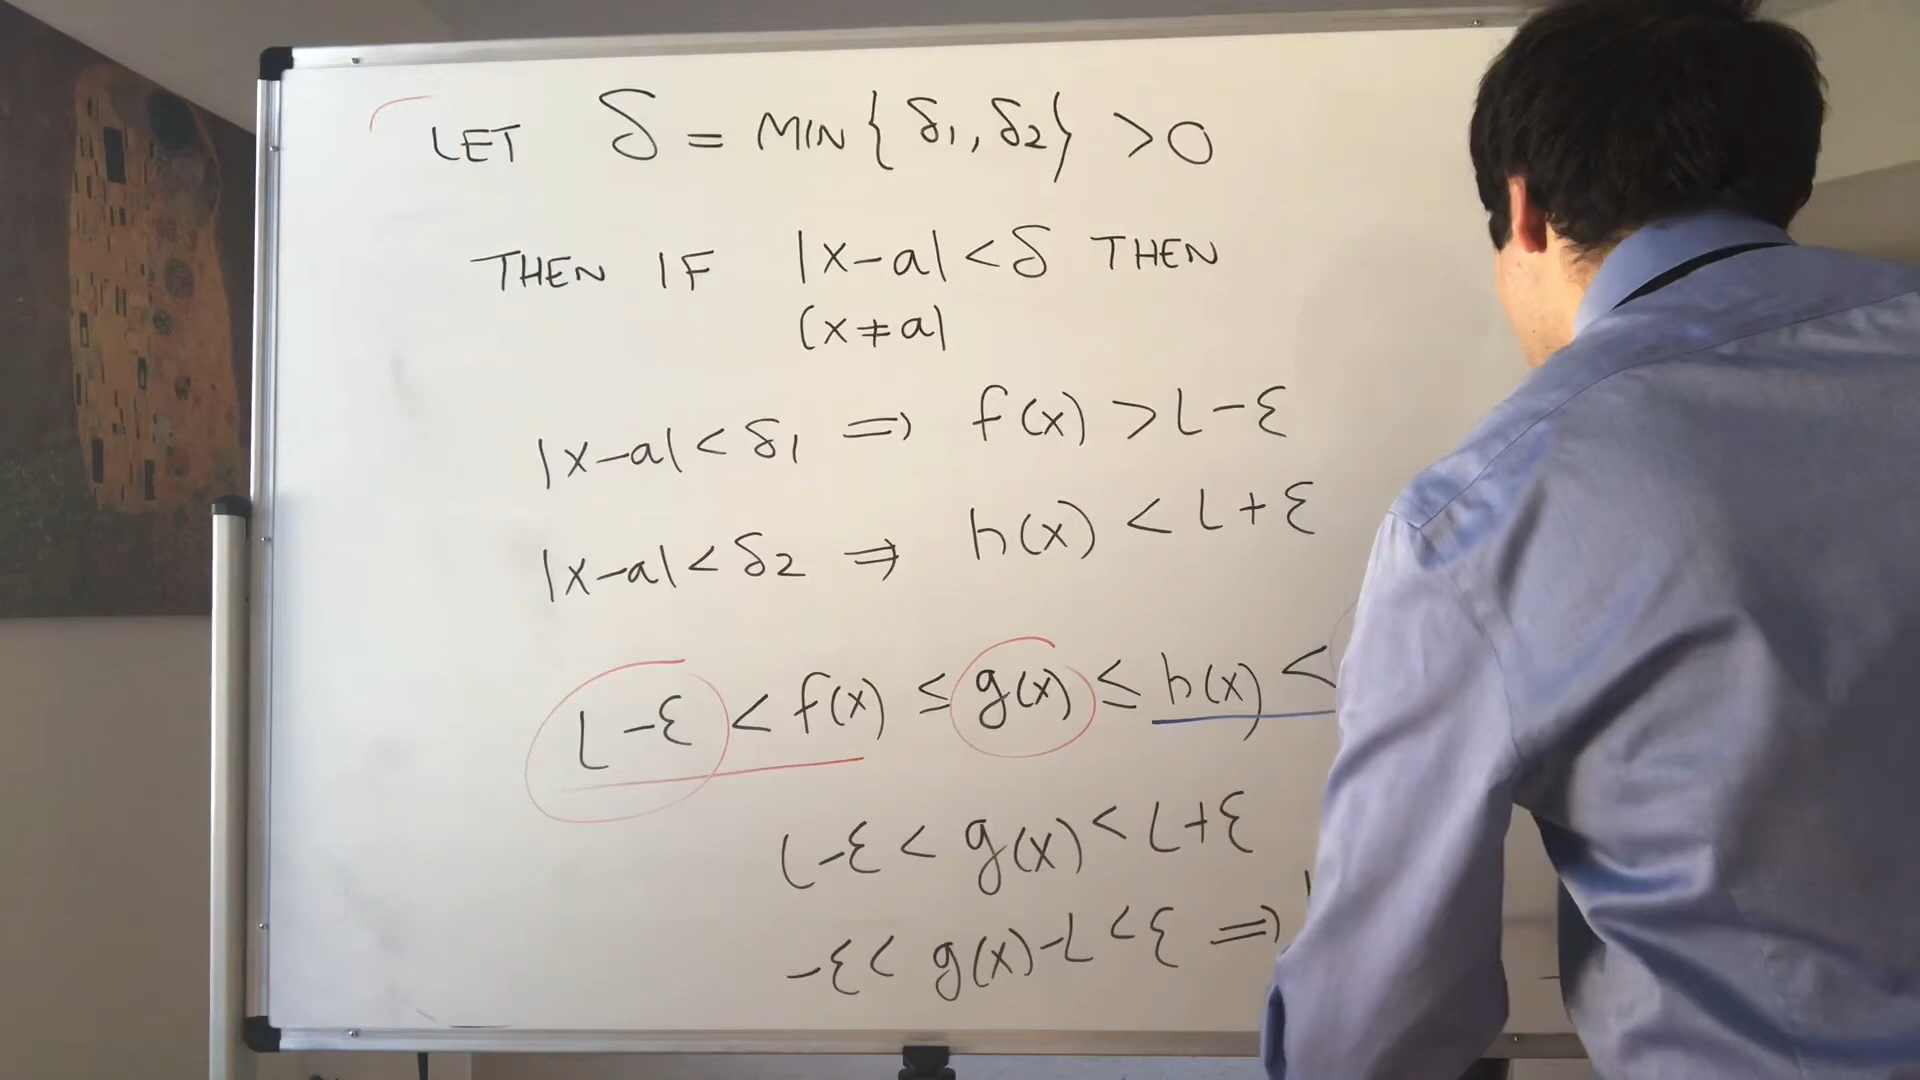 LET δ = MIN{δ1, δ2} >0
THEN IF |x-a| < δ THEN
(x≠a)
|x-a| < δ1 ⇒ f(x) > L-ε
|x-a| < δ2 ⇒ h(x) < L+ε
L-ε < f(x) ≤ g(x) ≤ h(x) <
L-ε < g(x) < L+ε
-ε < g(x)-L < ε ⇒